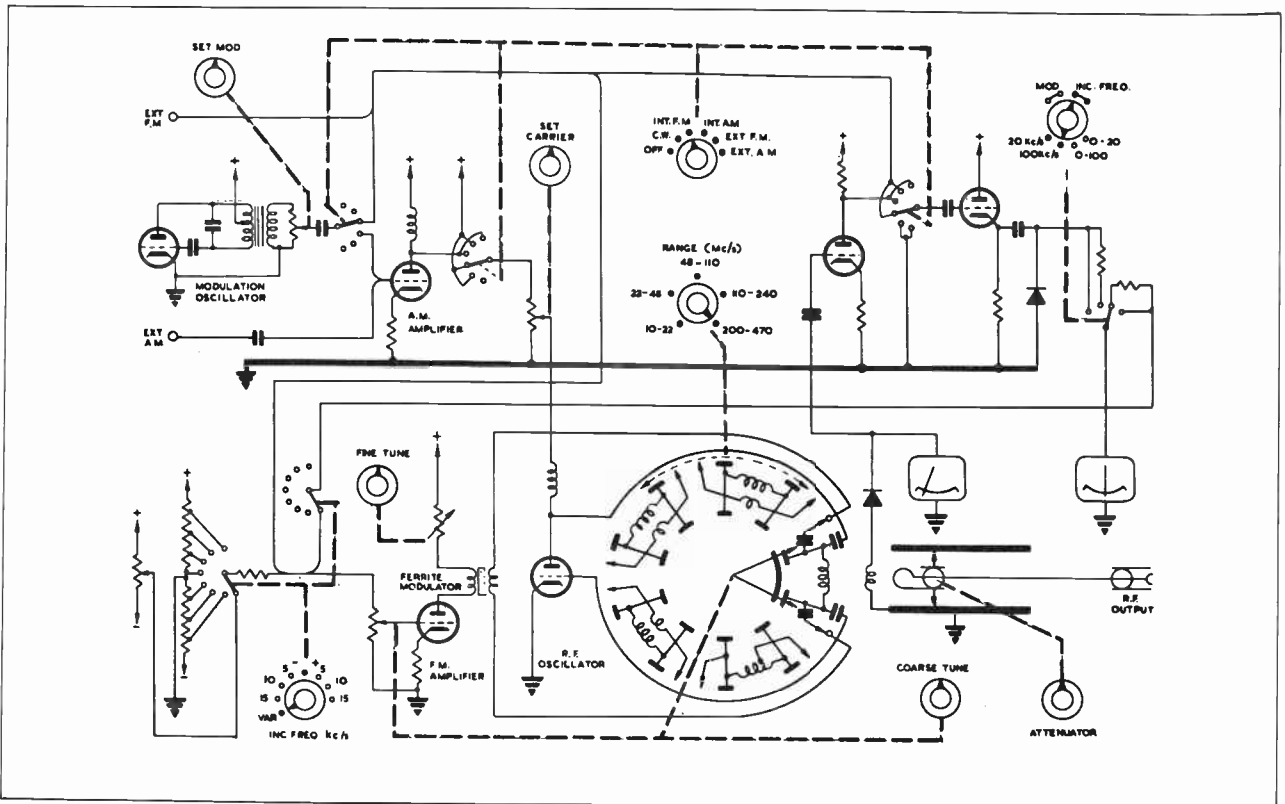 SET MOD
EXT
F.M
MODULATION
OSCILLATOR
EXT
A.M
A.M.
AMPLIFIER
SET
CARRIER
INT.F.M
INT.A.M
C.W.
EXT F.M.
OFF
EXT. A M
RANGE (Mc/s)
48-110
22-48
110-240
10-22
200-470
MOD
INC. FREQ.
20 Kc/s
0-20
100Kc/s
0-100
FINE TUNE
FERRITE
MODULATOR
F.M.
AMPLIFIER
R.F.
OSCILLATOR
5 - + 5
10 10
15 15
VAR
INC FREQ kc/s
R.F.
OUTPUT
COARSE TUNE
ATTENUATOR